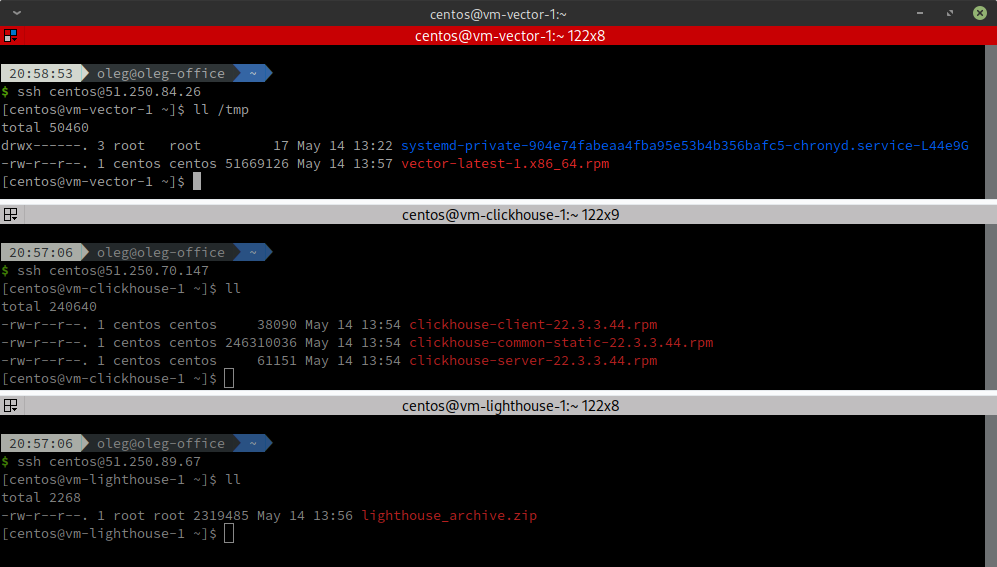 centos@vm-vector-1:~
centos@vm-vector-1:~ 122x8
20:58:53 oleg@oleg-office ~
$ ssh centos@51.250.84.26
[centos@vm-vector-1 ~]$ ll /tmp
total 50460
drwx------. 3 root   root         17 May 14 13:22 systemd-private-904e74fabeaa4fba95e53b4b356bafc5-chronyd.service-L44e9G
-rw-r--r--. 1 centos centos 51669126 May 14 13:57 vector-latest-1.x86_64.rpm
[centos@vm-vector-1 ~]$
centos@vm-clickhouse-1:~ 122x9
20:57:06 oleg@oleg-office ~
$ ssh centos@51.250.70.147
[centos@vm-clickhouse-1 ~]$ ll
total 240640
-rw-r--r--. 1 centos centos     38090 May 14 13:54 clickhouse-client-22.3.3.44.rpm
-rw-r--r--. 1 centos centos 246310036 May 14 13:54 clickhouse-common-static-22.3.3.44.rpm
-rw-r--r--. 1 centos centos     61151 May 14 13:54 clickhouse-server-22.3.3.44.rpm
[centos@vm-clickhouse-1 ~]$
centos@vm-lighthouse-1:~ 122x8
20:57:06 oleg@oleg-office ~
$ ssh centos@51.250.89.67
[centos@vm-lighthouse-1 ~]$ ll
total 2268
-rw-r--r--. 1 root root 2319485 May 14 13:56 lighthouse_archive.zip
[centos@vm-lighthouse-1 ~]$